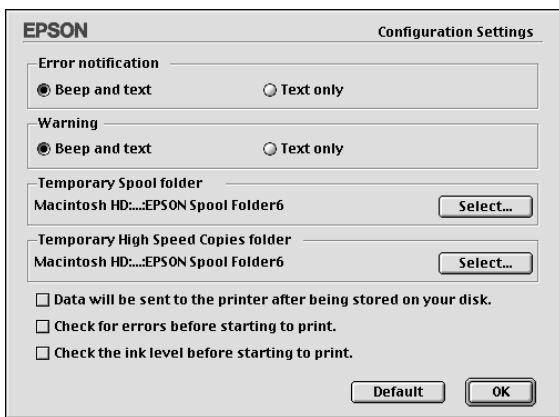 EPSON Configuration Settings
Error notification
Beep and text Text only
Warning
Beep and text Text only
Temporary Spool folder
Macintosh HD:...:EPSON Spool Folder6 Select...
Temporary High Speed Copies folder
Macintosh HD:...:EPSON Spool Folder6 Select...
Data will be sent to the printer after being stored on your disk.
Check for errors before starting to print.
Check the ink level before starting to print.
Default OK